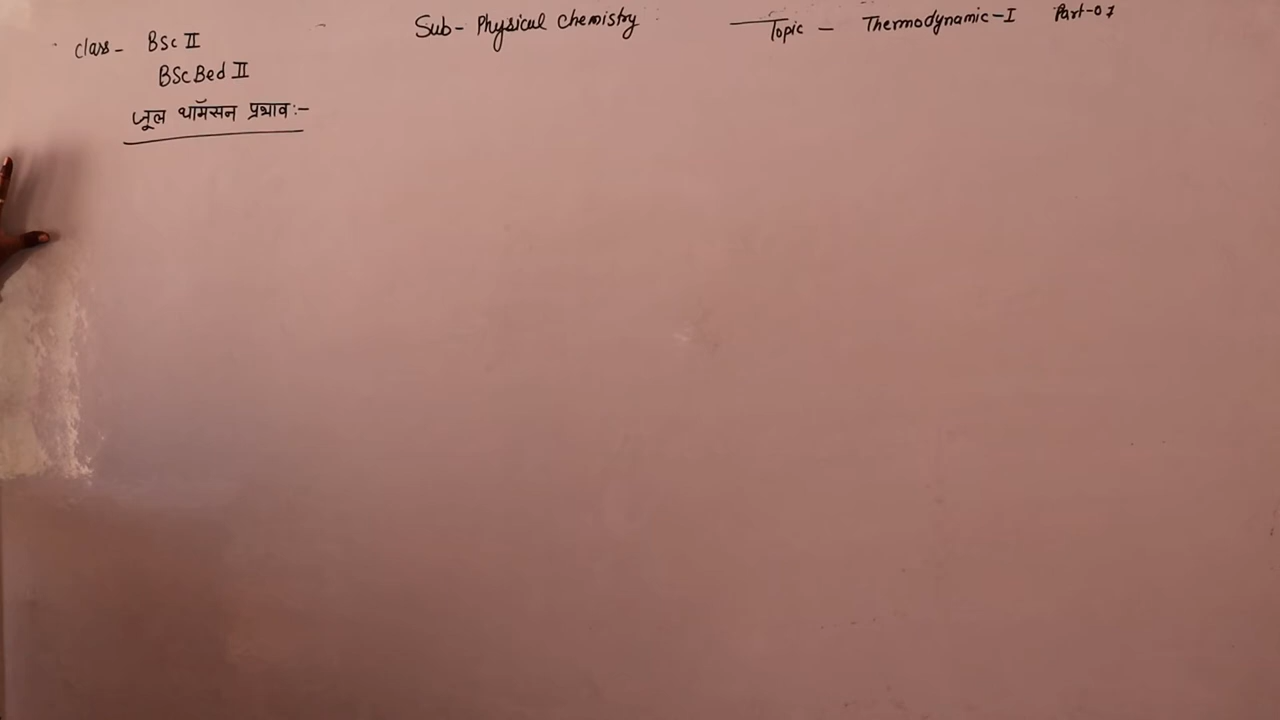 Class - BSc II
BSc Bed II
Sub - Physical Chemistry
Topic - Thermodynamic-I Part-07
जूल थॉमसन प्रभाव:-